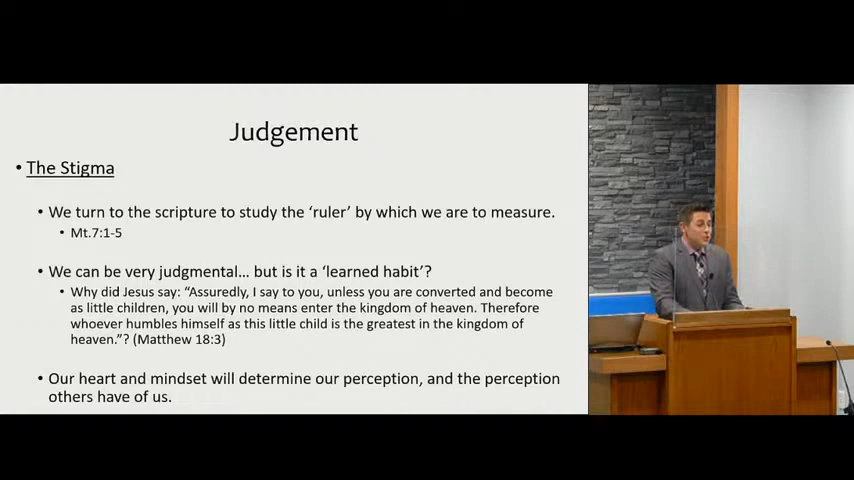 Judgement
• The Stigma
• We turn to the scripture to study the ‘ruler’ by which we are to measure.
• Mt.7:1-5
• We can be very judgmental… but is it a ‘learned habit’?
• Why did Jesus say: “Assuredly, I say to you, unless you are converted and become
as little children, you will by no means enter the kingdom of heaven. Therefore
whoever humbles himself as this little child is the greatest in the kingdom of
heaven.”? (Matthew 18:3)
• Our heart and mindset will determine our perception, and the perception
others have of us.